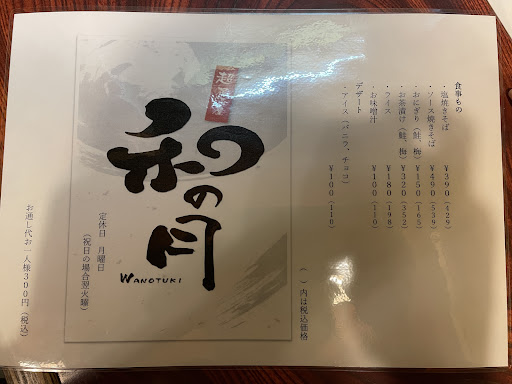 食事もの
・塩焼きそば ¥390(429)
・ソース焼きそば ¥490(539)
・おにぎり(鮭、梅) ¥150(165)
・お茶漬け(鮭、梅) ¥320(352)
・ライス ¥180(198)
・お味噌汁 ¥100(110)
デザート
・アイス(バニラ、チョコ) ¥100(110)
( )内は税込価格
和の月
WANOTUKI
定休日 月曜日
(祝日の場合翌火曜)
お通し代お一人様300円(税込)